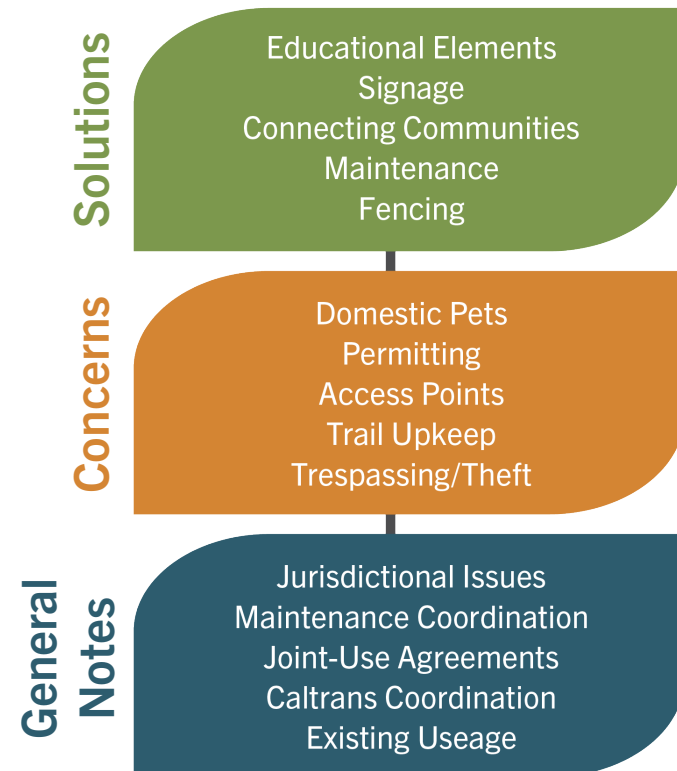 Solutions
Educational Elements
Signage
Connecting Communities
Maintenance
Fencing
Concerns
Domestic Pets
Permitting
Access Points
Trail Upkeep
Trespassing/Theft
General
Notes
Jurisdictional Issues
Maintenance Coordination
Joint-Use Agreements
Caltrans Coordination
Existing Useage